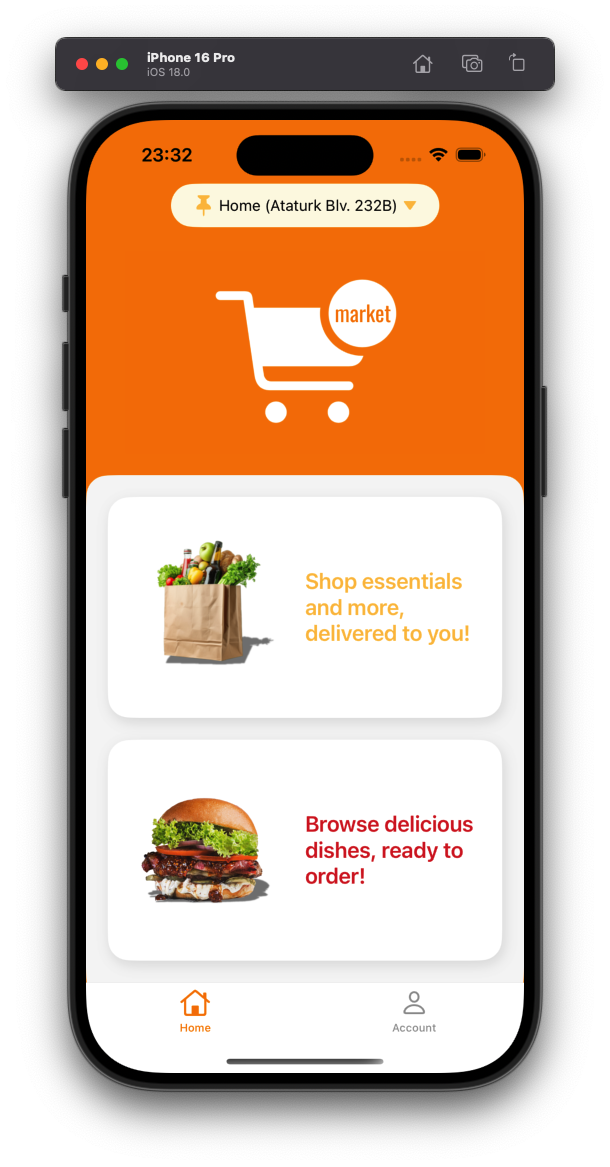 iPhone 16 Pro
iOS 18.0
23:32
Home (Ataturk Blv. 232B)
market
Shop essentials
and more,
delivered to you!
Browse delicious
dishes, ready to
order!
Home
Account